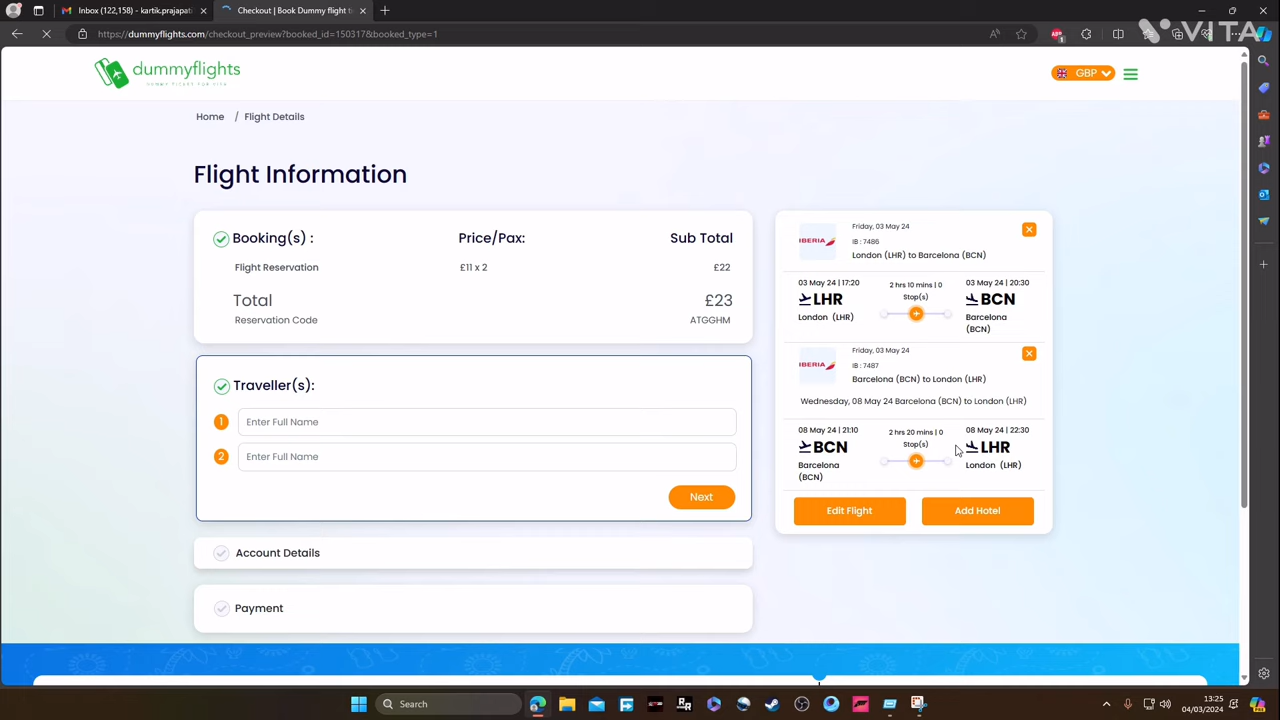 Inbox (122,158) - kartik.prajapati
Checkout | Book Dummy flight t
https://dummyflights.com/checkout_preview?booked_id=150317&booked_type=1
VITA
dummyflights
GBP
Home / Flight Details
Flight Information
Booking(s) : Price/Pax: Sub Total
Flight Reservation £11 x 2 £22
Total £23
Reservation Code ATGGHM
Traveller(s):
1 Enter Full Name
2 Enter Full Name
Next
Account Details
Payment
IBERIA
Friday, 03 May 24
IB : 7486
London (LHR) to Barcelona (BCN)
03 May 24 | 17:20
LHR
London (LHR)
2 hrs 10 mins | 0
Stop(s)
03 May 24 | 20:30
BCN
Barcelona
(BCN)
IBERIA
Friday, 03 May 24
IB : 7487
Barcelona (BCN) to London (LHR)
Wednesday, 08 May 24 Barcelona (BCN) to London (LHR)
08 May 24 | 21:10
BCN
Barcelona
(BCN)
2 hrs 20 mins | 0
Stop(s)
08 May 24 | 22:30
LHR
London (LHR)
Edit Flight
Add Hotel
Search
13:25
04/03/2024